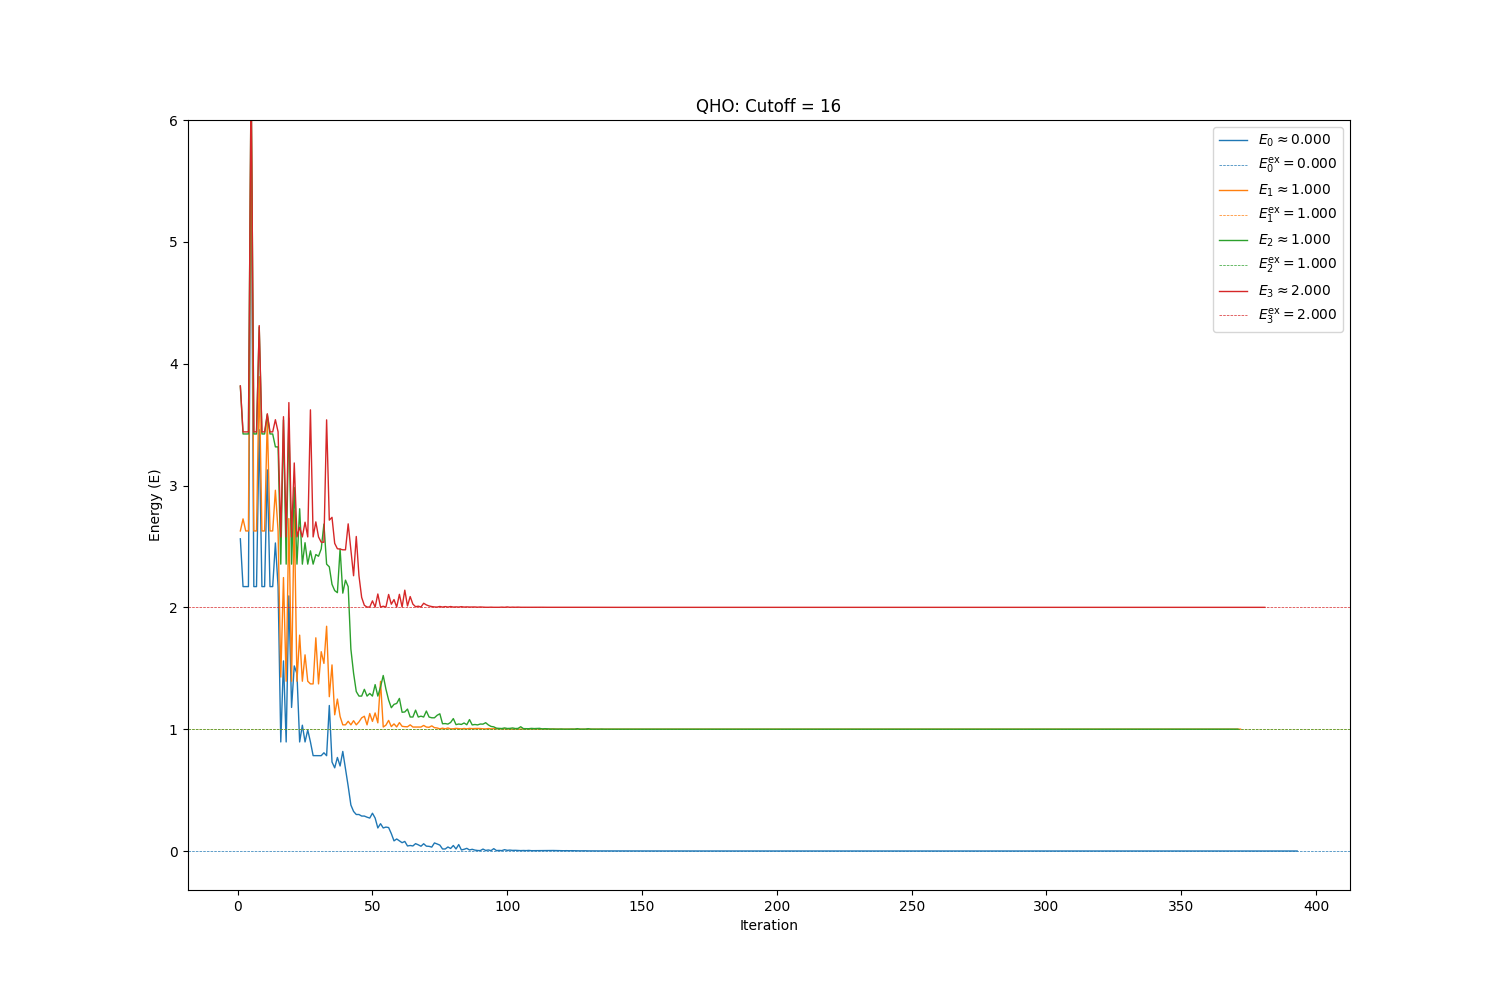 QHO: Cutoff = 16
6
5
4
3
2
1
0
Energy (E)
E₀ ≈ 0.000
E₀ᵉˣ = 0.000
E₁ ≈ 1.000
E₁ᵉˣ = 1.000
E₂ ≈ 1.000
E₂ᵉˣ = 1.000
E₃ ≈ 2.000
E₃ᵉˣ = 2.000
0 50 100 150 200 250 300 350 400
Iteration